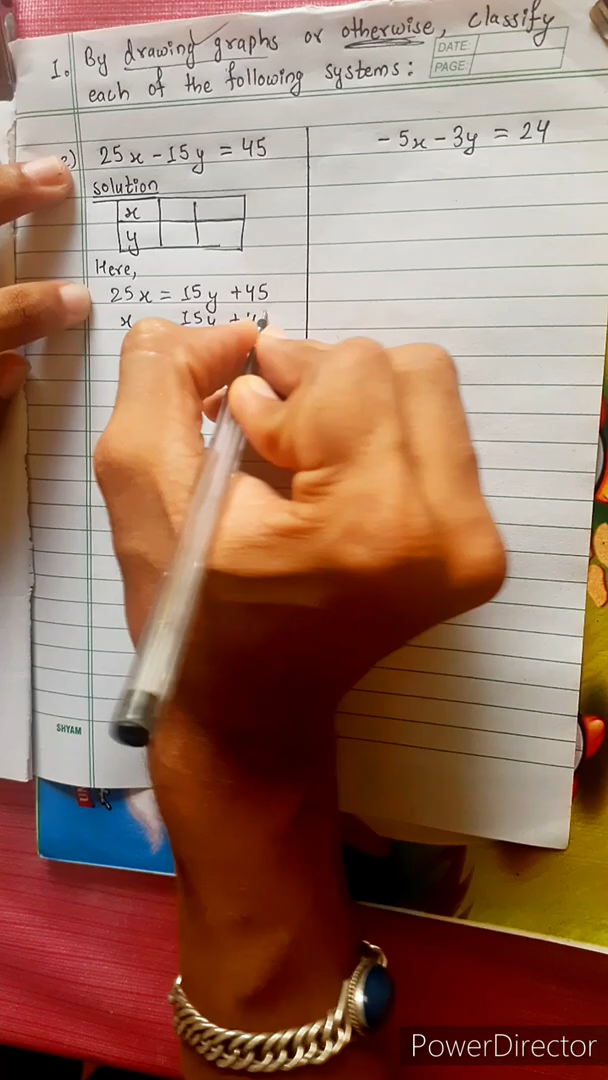 1. By drawing graphs or otherwise, classify
each of the following systems:
DATE:
PAGE:
25x - 15y = 45
-5x - 3y = 24
solution
x
y
Here,
25x = 15y + 45
x 15y +
SHYAM
PowerDirector